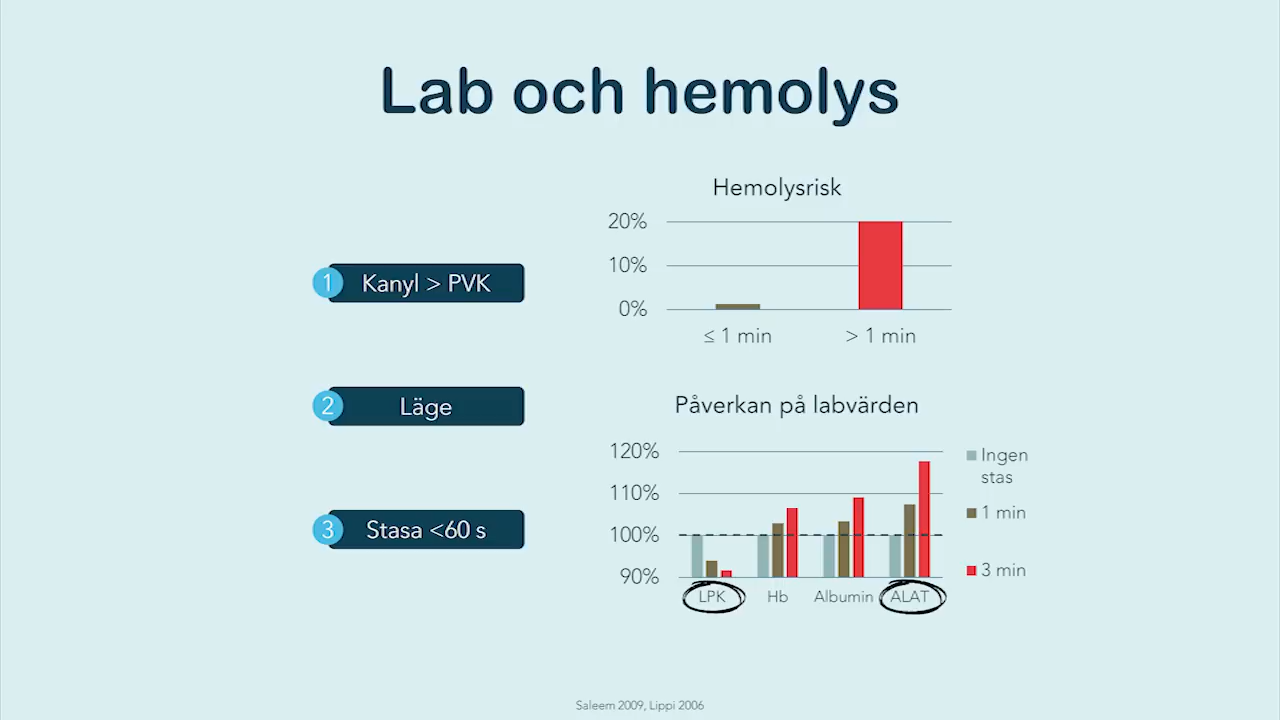 Lab och hemolys
1 Kanyl > PVK
2 Läge
3 Stasa <60 s
Hemolysrisk
20%
10%
0%
≤ 1 min > 1 min
Påverkan på labvärden
120%
110%
100%
90%
LPK Hb Albumin ALAT
Ingen
stas
1 min
3 min
Saleem 2009, Lippi 2006